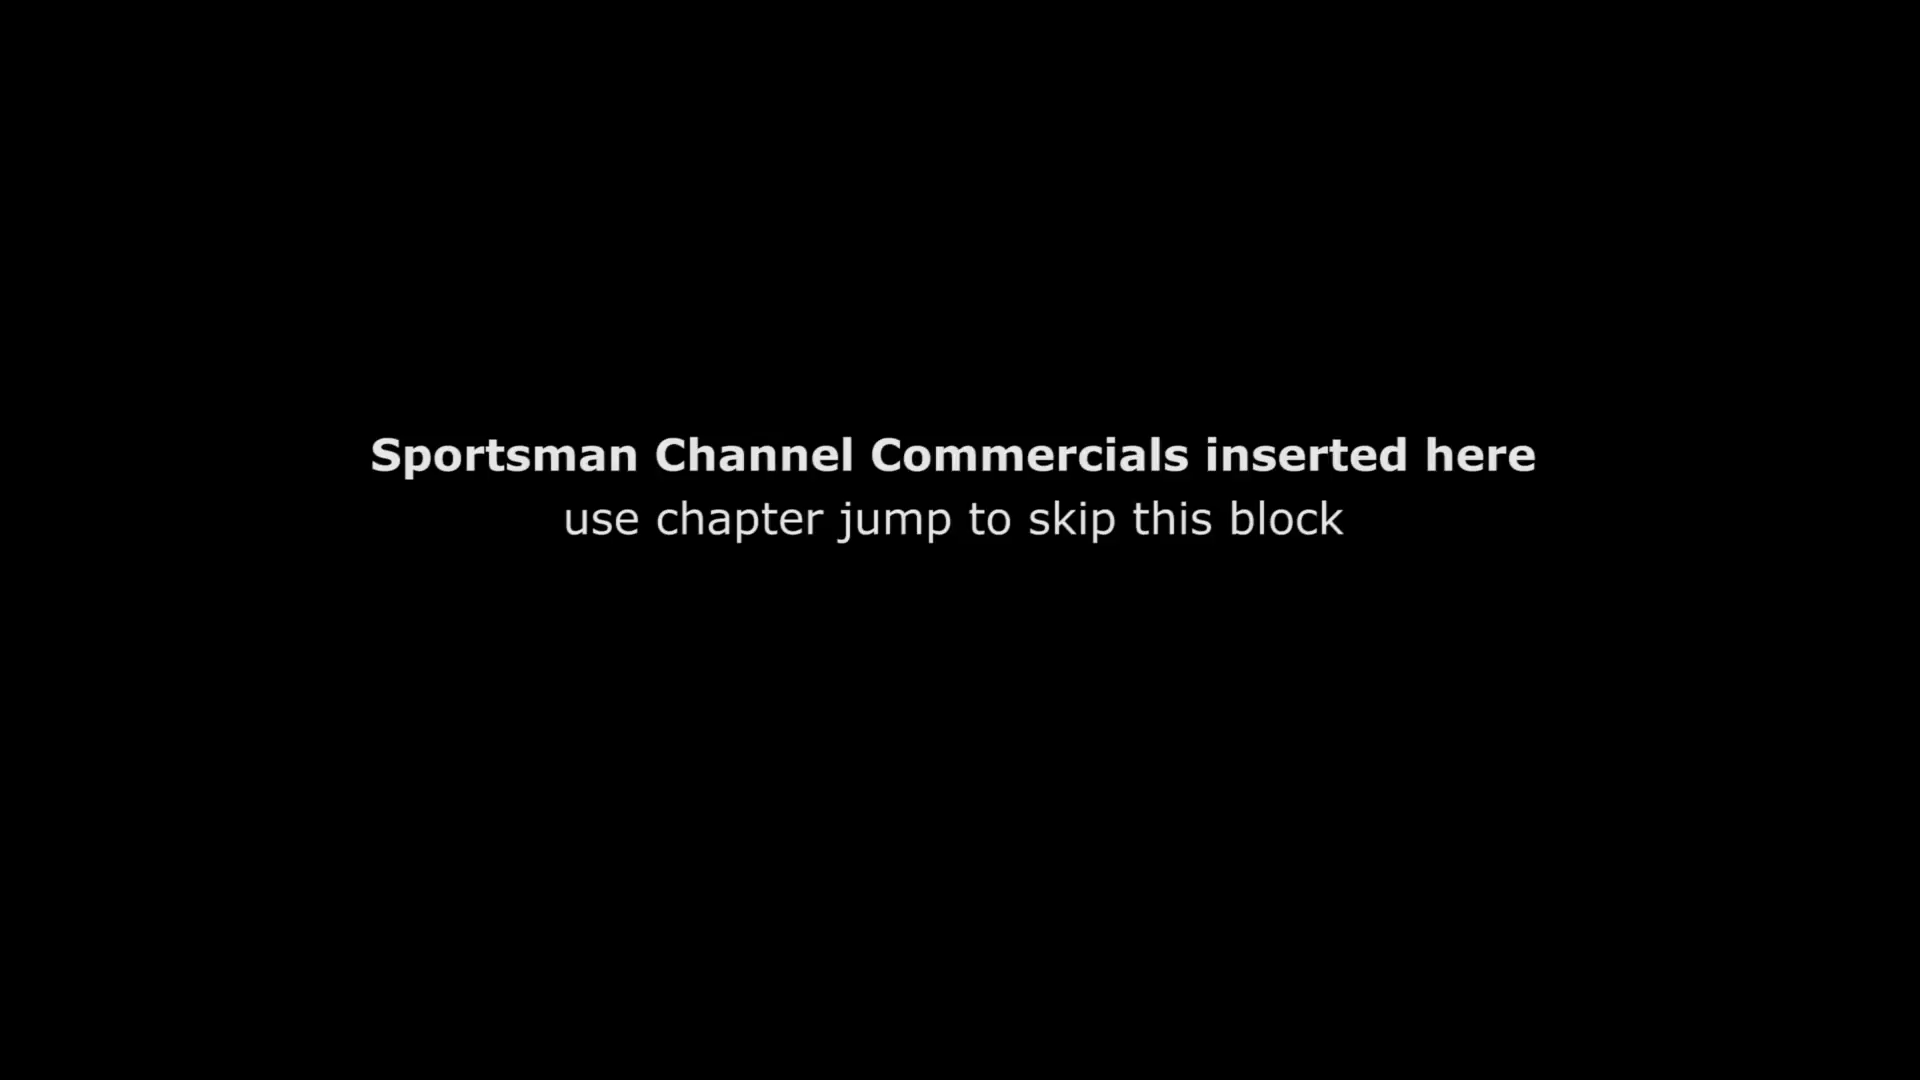 Sportsman Channel Commercials inserted here
use chapter jump to skip this block